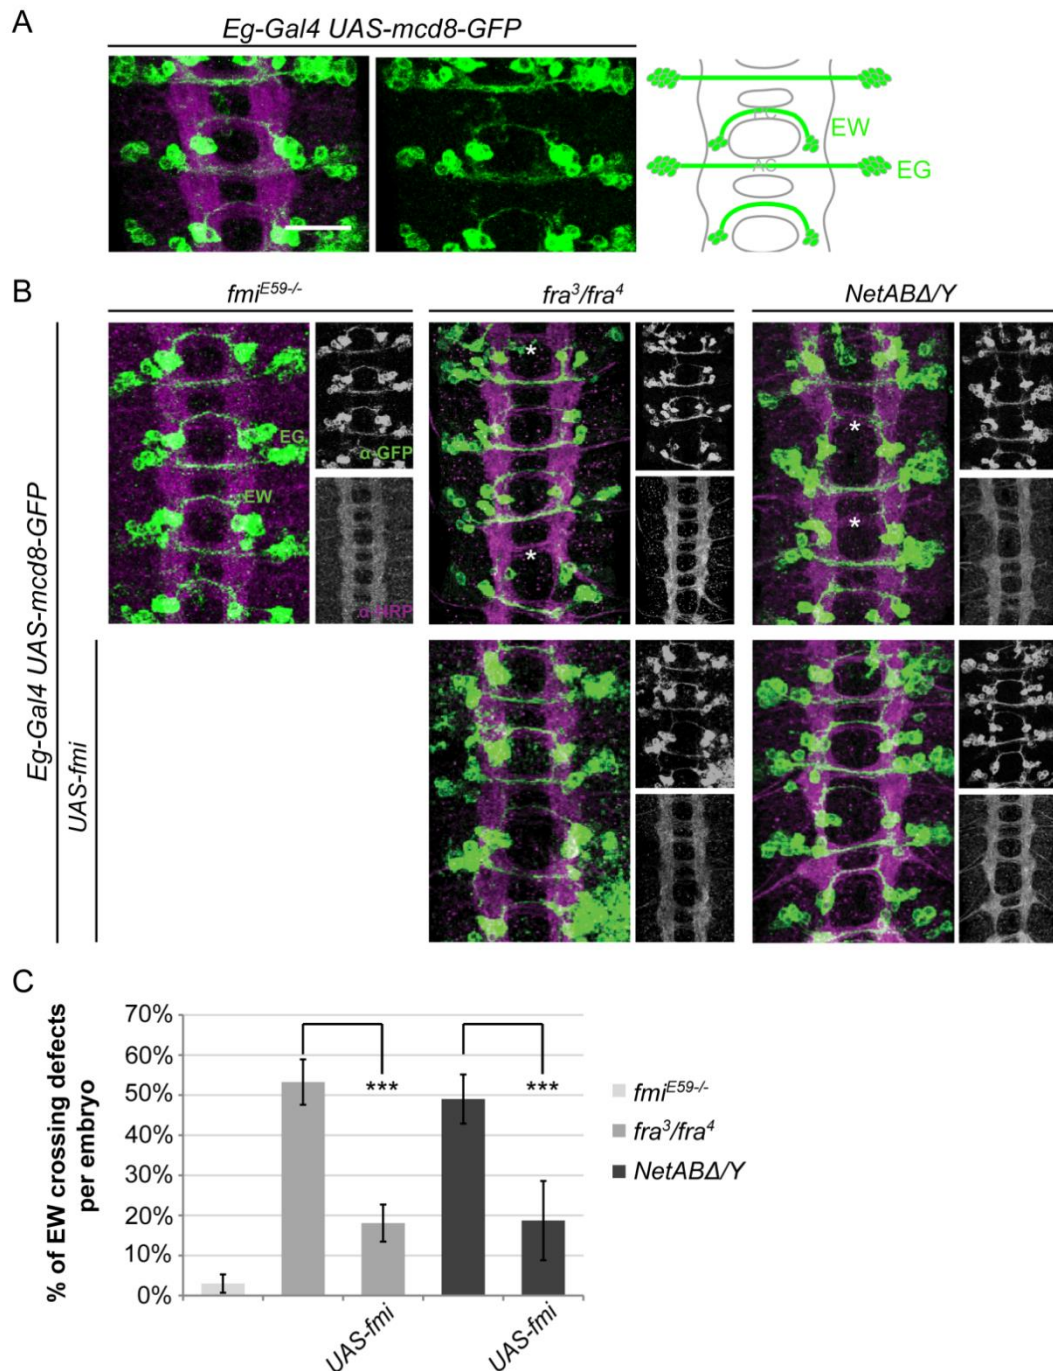 A
Eg-Gal4 UAS-mcd8-GFP
AC
EW
AC
EG
B
fmiE59-/-
fra3/fra4
NetABΔ/Y
Eg-Gal4 UAS-mcd8-GFP
UAS-fmi
*
*
*
*
EG
α-GFP
EW
α-HRP
C
% of EW crossing defects
per embryo
70%
60%
50%
40%
30%
20%
10%
0%
***
***
UAS-fmi
UAS-fmi
fmiE59-/-
fra3/fra4
NetABΔ/Y